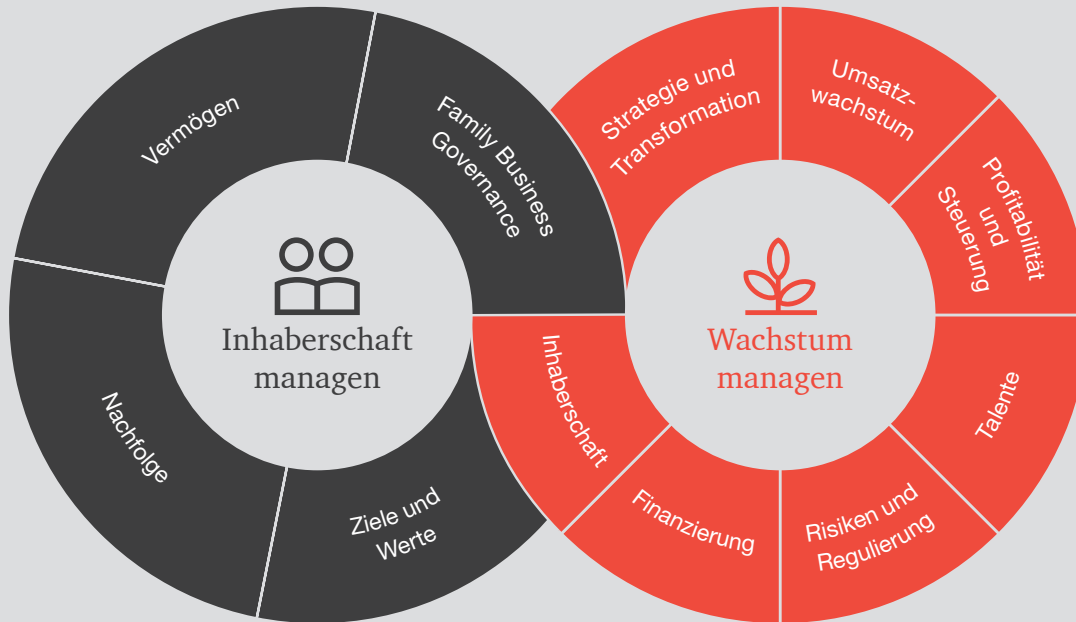 Vermögen
Family Business
Governance
Nachfolge
Ziele und
Werte
Inhaberschaft
managen
Strategie und
Transformation
Umsatz-
wachstum
Profitabilität
und
Steuerung
Talente
Risiken und
Regulierung
Finanzierung
Inhaberschaft
Wachstum
managen